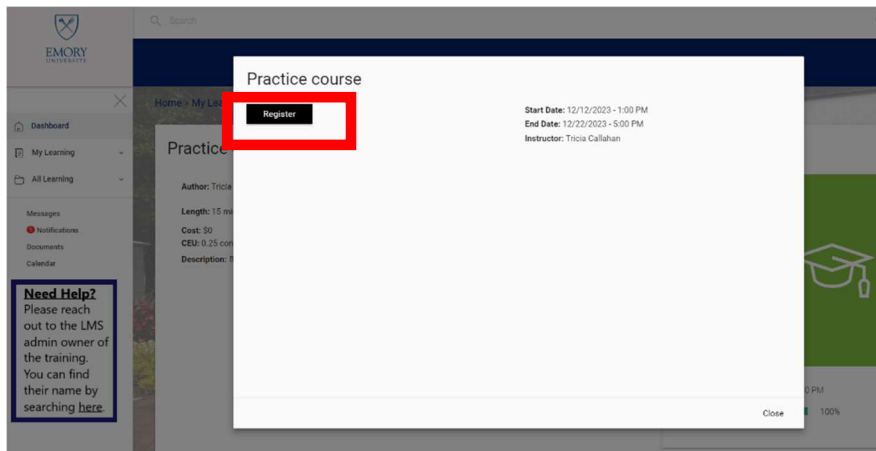 Search
EMORY
UNIVERSITY
Home › My Lea
Dashboard
My Learning
All Learning
Messages
Notifications
Documents
Calendar
Need Help?
Please reach
out to the LMS
admin owner of
the training.
You can find
their name by
searching here.
Practice
Author: Tricia
Length: 15 mi
Cost: $0
CEU: 0.25 con
Description:
Practice course
Register
Start Date: 12/12/2023 - 1:00 PM
End Date: 12/22/2023 - 5:00 PM
Instructor: Tricia Callahan
Close
0 PM
100%